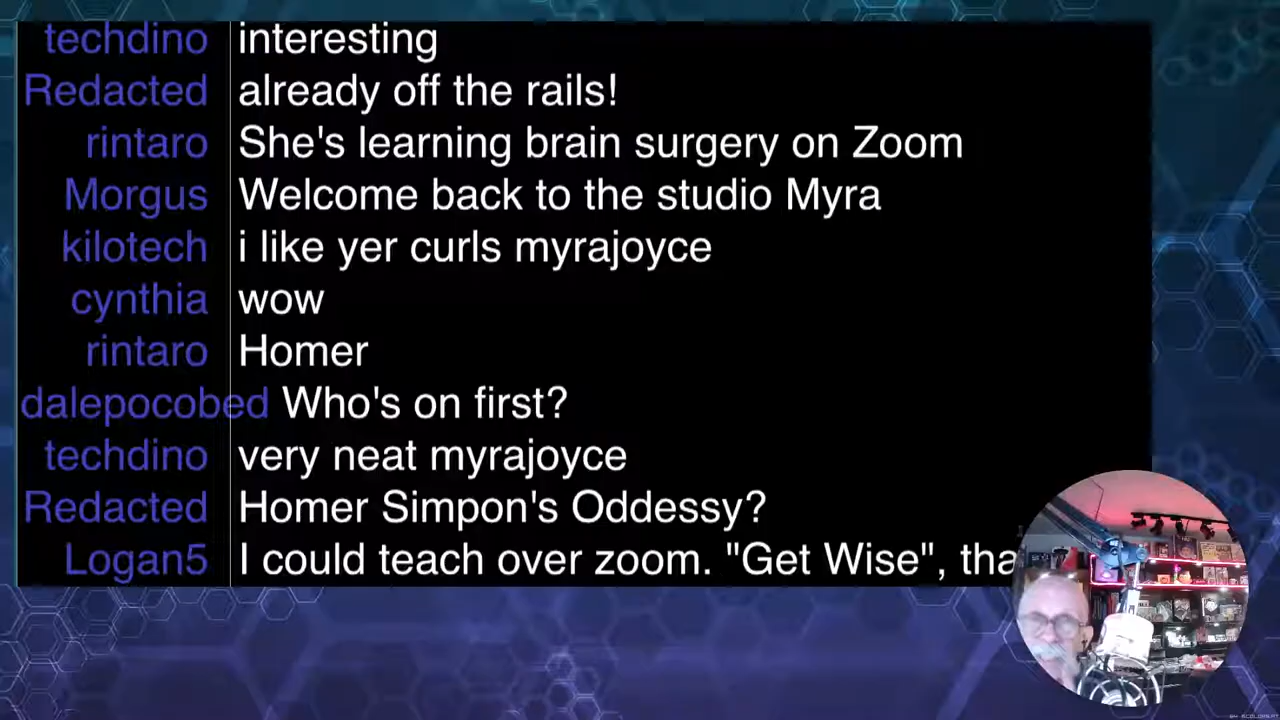 techdino interesting
Redacted already off the rails!
rintaro She's learning brain surgery on Zoom
Morgus Welcome back to the studio Myra
kilotech i like yer curls myrajoyce
cynthia wow
rintaro Homer
dalepocobed Who's on first?
techdino very neat myrajoyce
Redacted Homer Simpon's Oddessy?
Logan5 I could teach over zoom. "Get Wise", tha